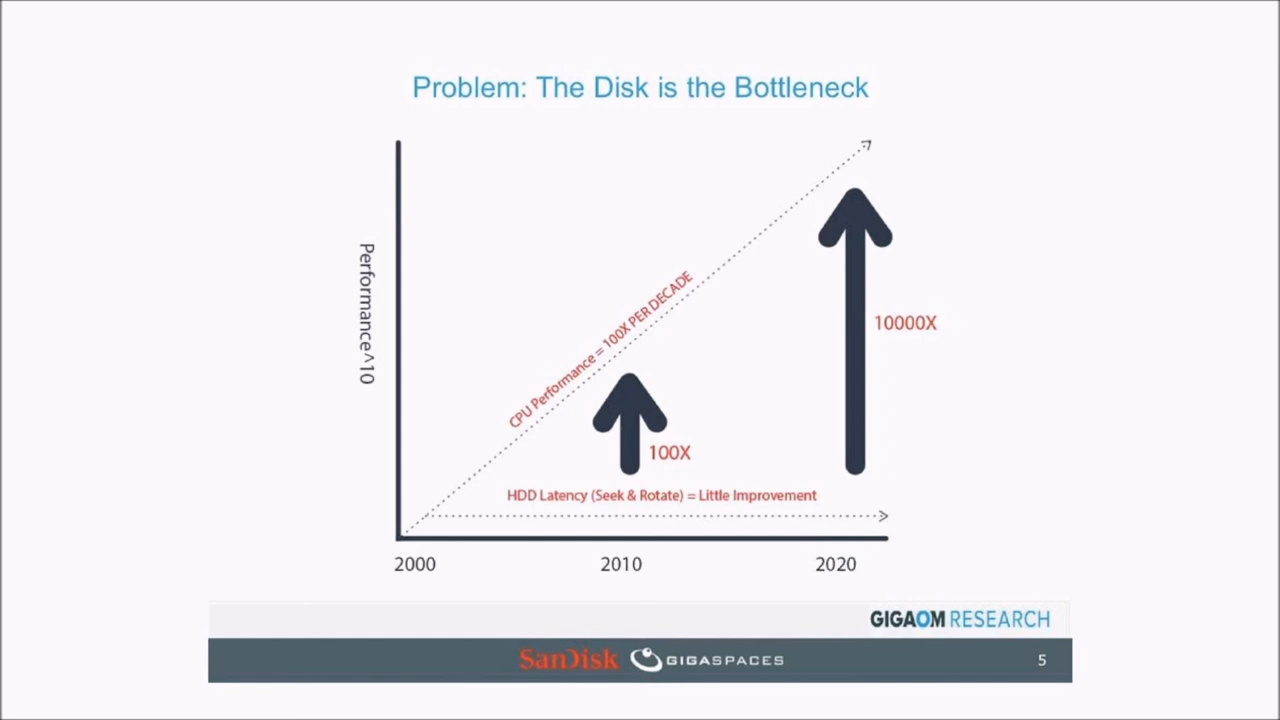 Problem: The Disk is the Bottleneck
Performance^10
CPU Performance = 100X PER DECADE
10000X
100X
HDD Latency (Seek & Rotate) = Little Improvement
2000 2010 2020
GIGAOM RESEARCH
SanDisk GIGASPACES 5